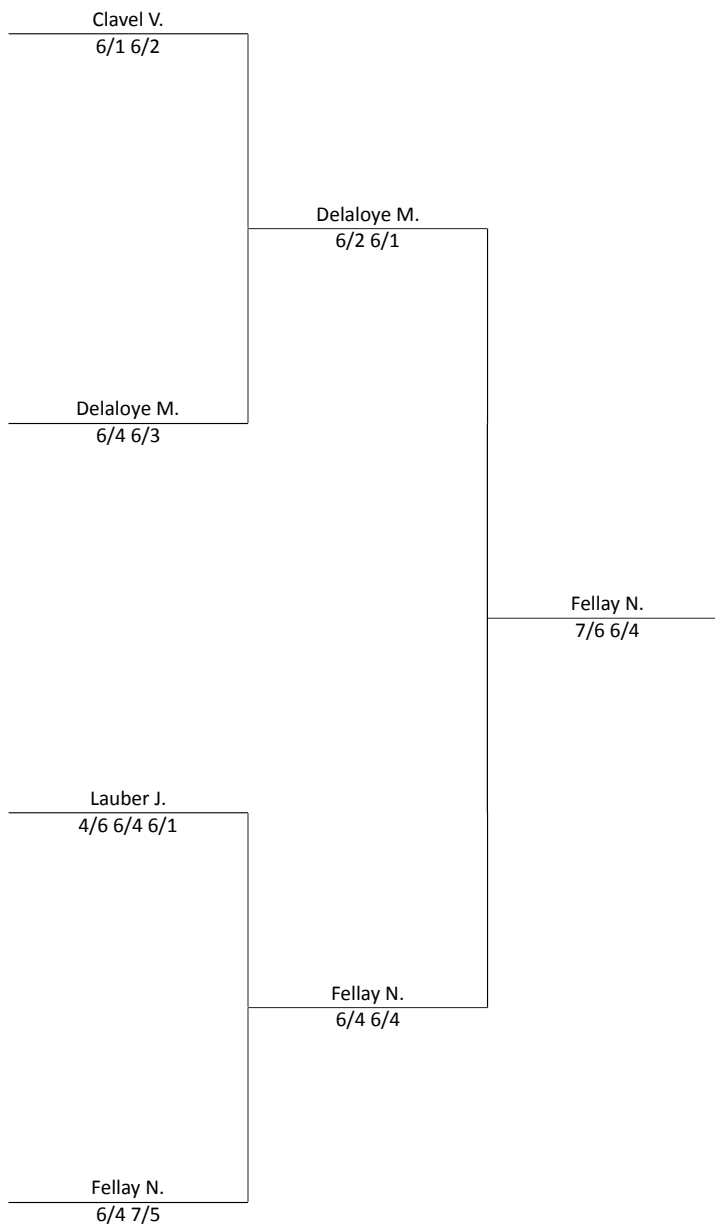 Clavel V.
6/1 6/2
Delaloye M.
6/2 6/1
Delaloye M.
6/4 6/3
Fellay N.
7/6 6/4
Lauber J.
4/6 6/4 6/1
Fellay N.
6/4 6/4
Fellay N.
6/4 7/5